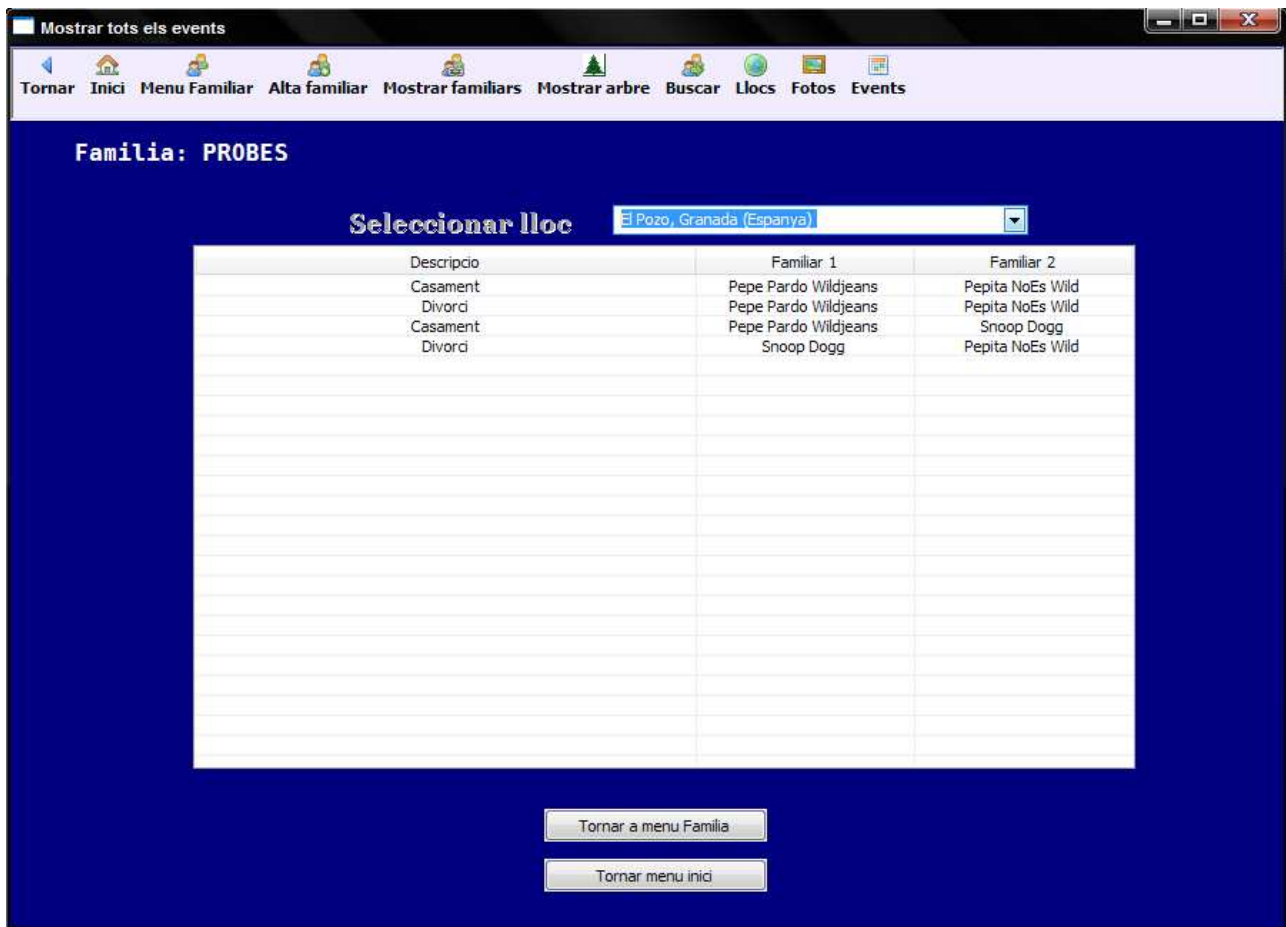 Mostrar tots els events
Tornar Inici Menu Familiar Alta familiar Mostrar familiars Mostrar arbre Buscar Llocs Fotos Events
Familia: PROBES
Seleccionar lloc El Pozo, Granada (Espanya)
Descripcio Familiar 1 Familiar 2
Casament Pepe Pardo Wildjeans Pepita NoEs Wild
Divorci Pepe Pardo Wildjeans Pepita NoEs Wild
Casament Pepe Pardo Wildjeans Snoop Dogg
Divorci Snoop Dogg Pepita NoEs Wild
Tornar a menu Familia
Tornar menu inici